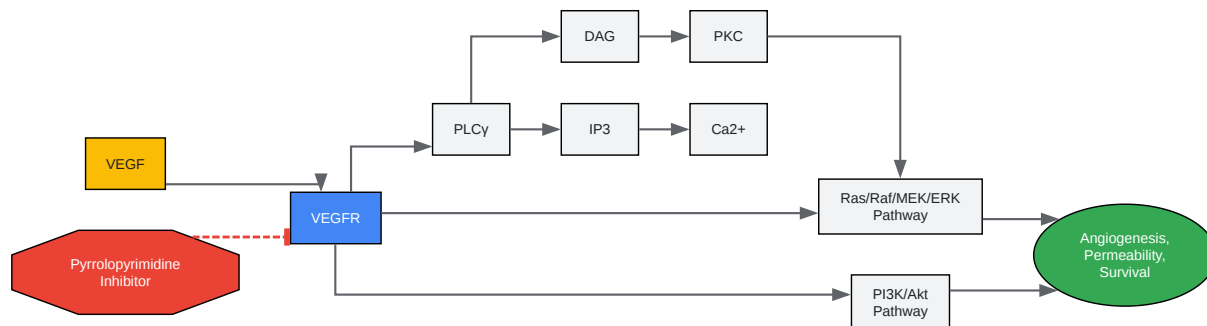 DAG
PKC
PLCγ
IP3
Ca2+
VEGF
VEGFR
Ras/Raf/MEK/ERK
Pathway
Pyrrolopyrimidine
Inhibitor
Angiogenesis,
Permeability,
Survival
PI3K/Akt
Pathway